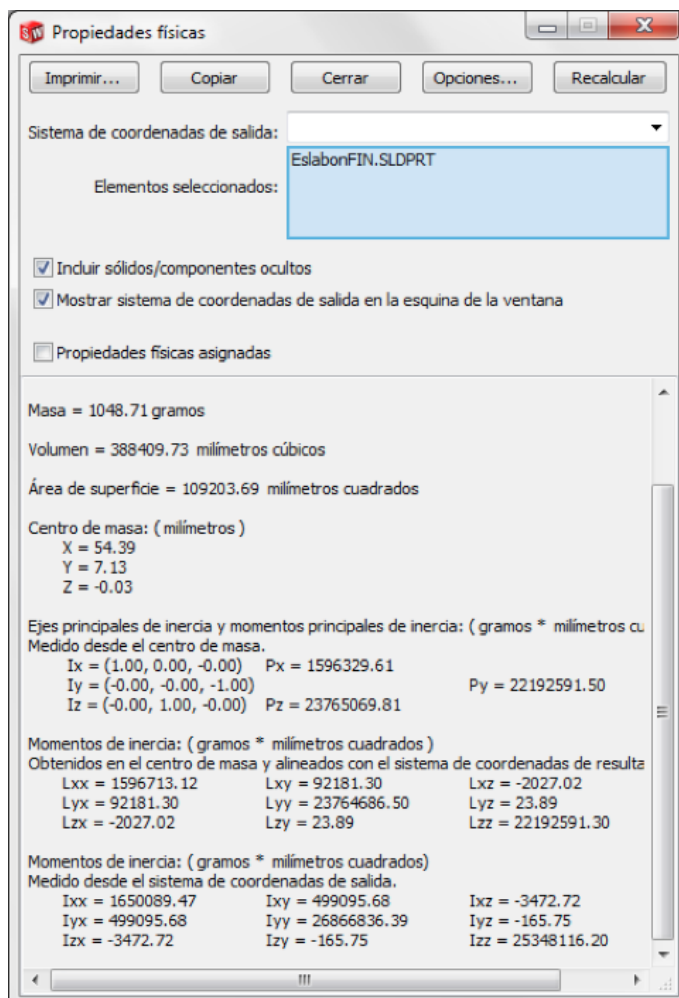 SW Propiedades físicas
Imprimir... Copiar Cerrar Opciones... Recalcular
Sistema de coordenadas de salida:
EslabonFIN.SLDPRT
Elementos seleccionados:
Incluir sólidos/componentes ocultos
Mostrar sistema de coordenadas de salida en la esquina de la ventana
Propiedades físicas asignadas
Masa = 1048.71 gramos
Volumen = 388409.73 milímetros cúbicos
Área de superficie = 109203.69 milímetros cuadrados
Centro de masa: ( milímetros )
X = 54.39
Y = 7.13
Z = -0.03
Ejes principales de inercia y momentos principales de inercia: ( gramos * milímetros cu
Medido desde el centro de masa.
Ix = (1.00, 0.00, -0.00) Px = 1596329.61
Iy = (-0.00, -0.00, -1.00) Py = 22192591.50
Iz = (-0.00, 1.00, -0.00) Pz = 23765069.81
Momentos de inercia: ( gramos * milímetros cuadrados )
Obtenidos en el centro de masa y alineados con el sistema de coordenadas de resulta
Lxx = 1596713.12 Lxy = 92181.30 Lxz = -2027.02
Lyx = 92181.30 Lyy = 23764686.50 Lyz = 23.89
Lzx = -2027.02 Lzy = 23.89 Lzz = 22192591.30
Momentos de inercia: ( gramos * milímetros cuadrados)
Medido desde el sistema de coordenadas de salida.
Ixx = 1650089.47 Ixy = 499095.68 Ixz = -3472.72
Iyx = 499095.68 Iyy = 26866836.39 Iyz = -165.75
Izx = -3472.72 Izy = -165.75 Izz = 25348116.20